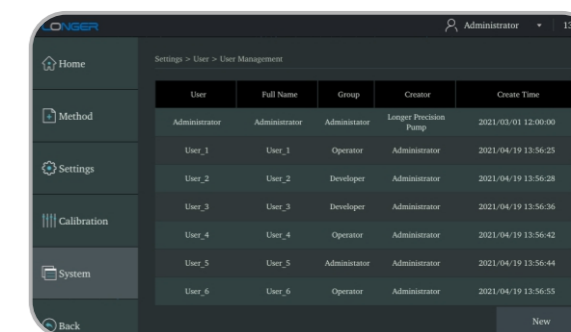 LONGER
Administrator
Home
Settings > User > User Management
User Full Name Group Creator Create Time
Method
Administrator Administrator Administator Longer Precision Pump 2021/03/01 12:00:00
User_1 User_1 Operator Administrator 2021/04/19 13:56:25
Settings
User_2 User_2 Developer Administrator 2021/04/19 13:56:28
User_3 User_3 Developer Administrator 2021/04/19 13:56:36
Calibration
User_4 User_4 Operator Administrator 2021/04/19 13:56:42
System
User_5 User_5 Administator Administrator 2021/04/19 13:56:44
User_6 User_6 Operator Administrator 2021/04/19 13:56:55
Back
New